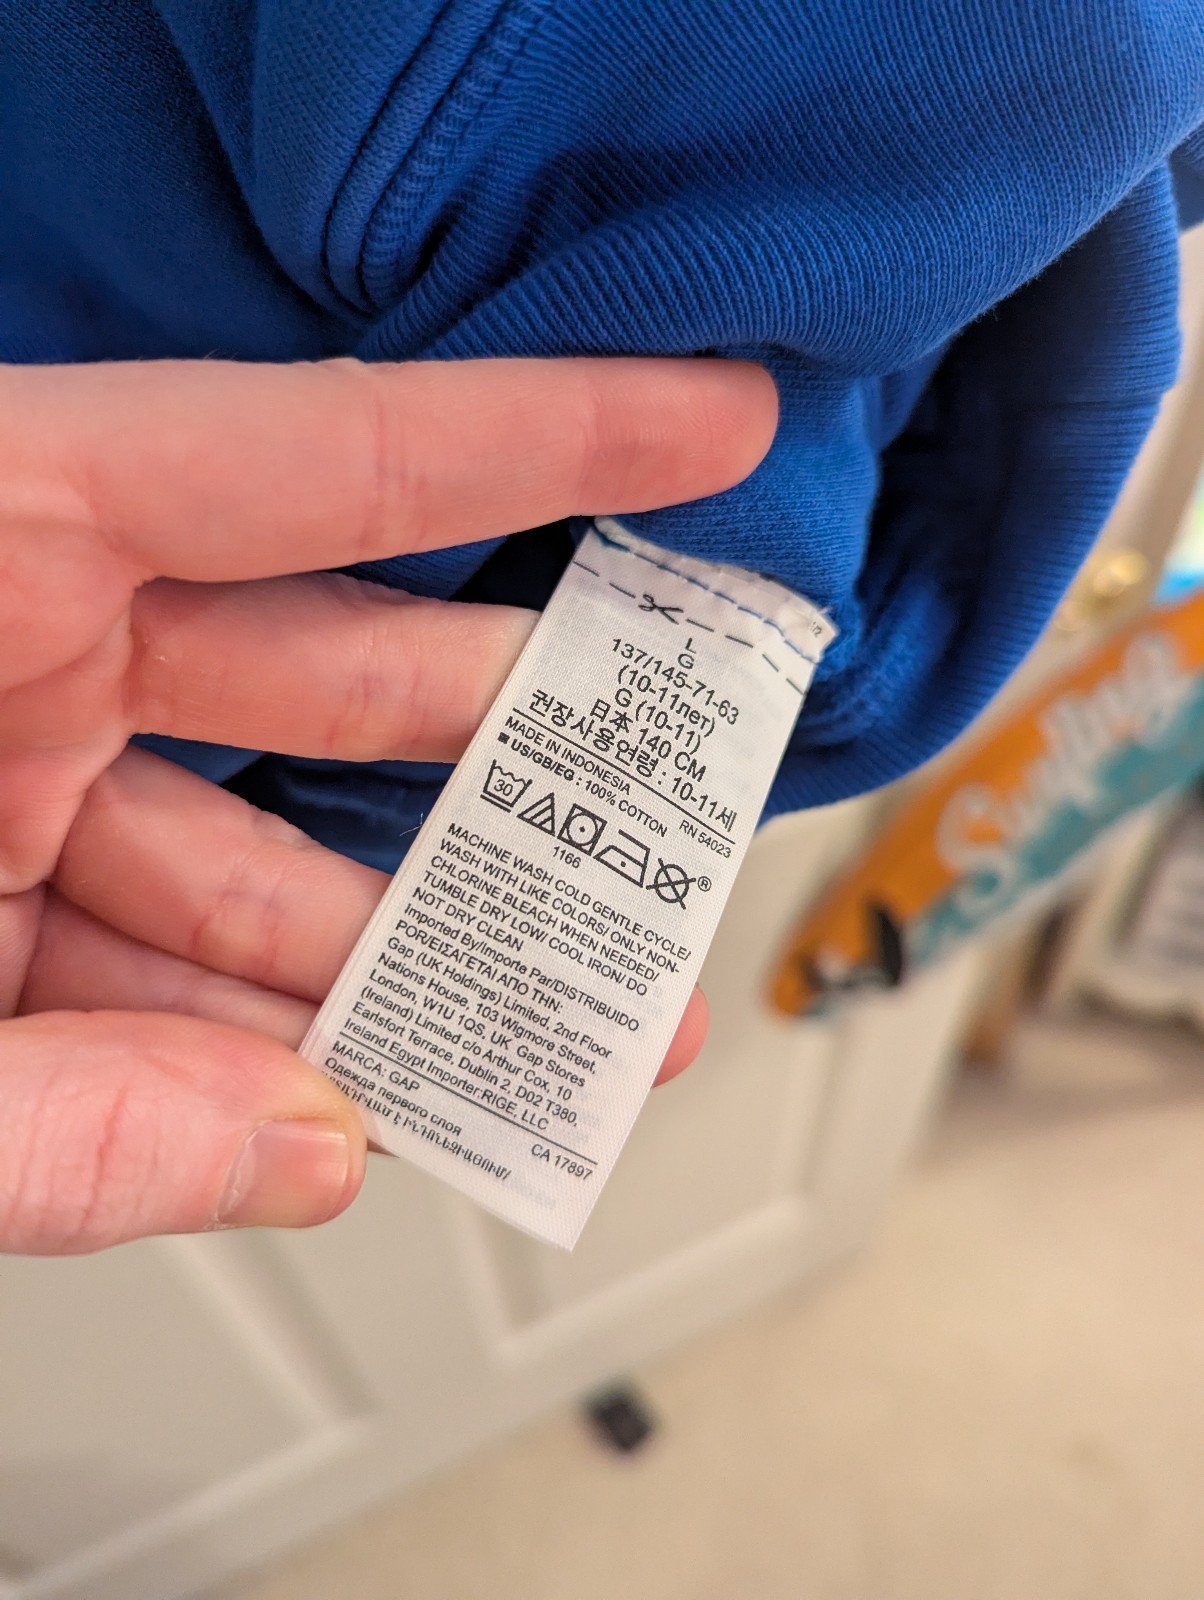 L
G
137/145-71-63
(10-11лет)
G (10-11)
日本 140 CM
권장사용연령 : 10-11세
MADE IN INDONESIA RN 54023
■ US/GB/EG : 100% COTTON
30
1166
®
MACHINE WASH COLD GENTLE CYCLE/
WASH WITH LIKE COLORS/ ONLY NON-
CHLORINE BLEACH WHEN NEEDED/
TUMBLE DRY LOW/ COOL IRON/ DO
NOT DRY CLEAN
Imported By/Importe Par/DISTRIBUIDO
POR/ΕΙΣΑΓΕΤΑΙ ΑΠΟ ΤΗΝ:
Gap (UK Holdings) Limited, 2nd Floor
Nations House, 103 Wigmore Street,
London, W1U 1QS, UK Gap Stores
(Ireland) Limited c/o Arthur Cox, 10
Earlsfort Terrace, Dublin 2, D02 T380,
Ireland Egypt Importer:RIGE, LLC
MARCA: GAP CA 17897
Одежда первого слоя